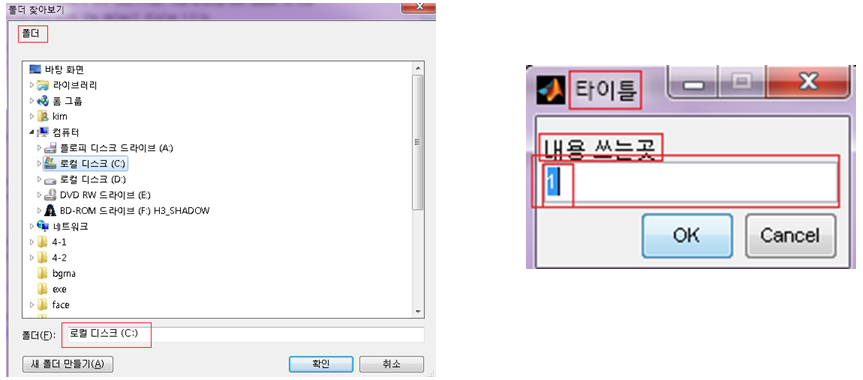 폴더 찾아보기
폴더
바탕 화면
라이브러리
홈 그룹
kim
컴퓨터
플로피 디스크 드라이브 (A:)
로컬 디스크 (C:)
로컬 디스크 (D:)
DVD RW 드라이브 (E:)
BD-ROM 드라이브 (F:) H3_SHADOW
네트워크
4-1
4-2
bgrna
exe
face
폴더(F): 로컬 디스크 (C:)
새 폴더 만들기(A) 확인 취소
타이틀
내용 쓰는곳
1
OK Cancel